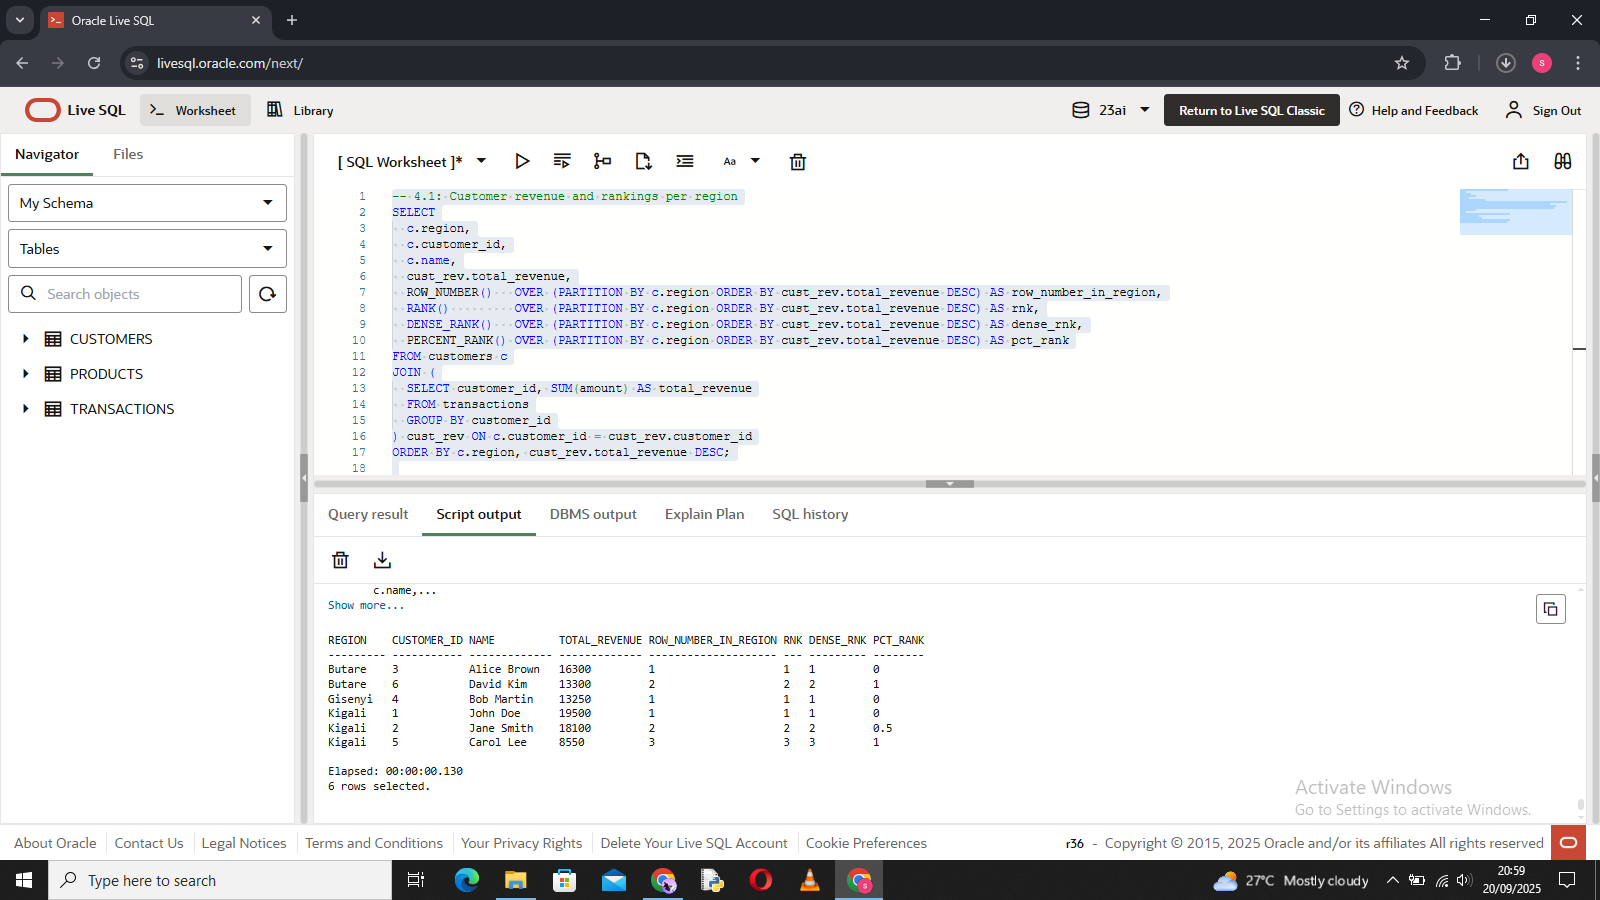 Oracle Live SQL
livesql.oracle.com/next/
S
Live SQL
Worksheet
Library
23ai
Return to Live SQL Classic
Help and Feedback
Sign Out
Navigator
Files
[ SQL Worksheet ]*
Aa
My Schema
Tables
Search objects
CUSTOMERS
PRODUCTS
TRANSACTIONS
1 -- 4.1: Customer revenue and rankings per region
2 SELECT
3   c.region,
4   c.customer_id,
5   c.name,
6   cust_rev.total_revenue,
7   ROW_NUMBER()   OVER (PARTITION BY c.region ORDER BY cust_rev.total_revenue DESC) AS row_number_in_region,
8   RANK()         OVER (PARTITION BY c.region ORDER BY cust_rev.total_revenue DESC) AS rnk,
9   DENSE_RANK()   OVER (PARTITION BY c.region ORDER BY cust_rev.total_revenue DESC) AS dense_rnk,
10   PERCENT_RANK() OVER (PARTITION BY c.region ORDER BY cust_rev.total_revenue DESC) AS pct_rank
11 FROM customers c
12 JOIN (
13   SELECT customer_id, SUM(amount) AS total_revenue
14   FROM transactions
15   GROUP BY customer_id
16 ) cust_rev ON c.customer_id = cust_rev.customer_id
17 ORDER BY c.region, cust_rev.total_revenue DESC;
18
Query result
Script output
DBMS output
Explain Plan
SQL history
c.name,...
Show more...
REGION CUSTOMER_ID NAME TOTAL_REVENUE ROW_NUMBER_IN_REGION RNK DENSE_RNK PCT_RANK
--------- ----------- ------------- ------------- -------------------- --- --------- --------
Butare 3 Alice Brown 16300 1 1 1 0
Butare 6 David Kim 13300 2 2 2 1
Gisenyi 4 Bob Martin 13250 1 1 1 0
Kigali 1 John Doe 19500 1 1 1 0
Kigali 2 Jane Smith 18100 2 2 2 0.5
Kigali 5 Carol Lee 8550 3 3 3 1
Elapsed: 00:00:00.130
6 rows selected.
Activate Windows
Go to Settings to activate Windows.
About Oracle
Contact Us
Legal Notices
Terms and Conditions
Your Privacy Rights
Delete Your Live SQL Account
Cookie Preferences
r36 - Copyright © 2015, 2025 Oracle and/or its affiliates All rights reserved
Type here to search
27°C Mostly cloudy
20:59
20/09/2025